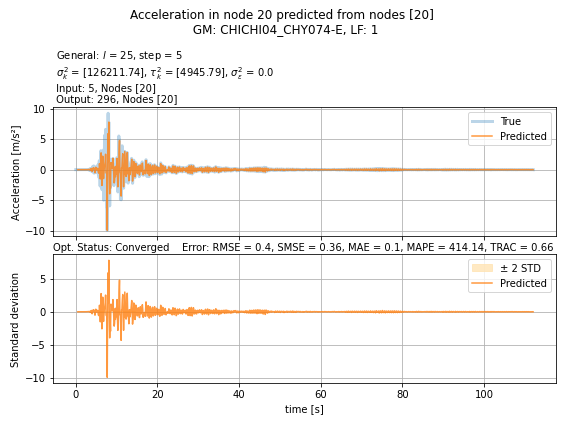 Acceleration in node 20 predicted from nodes [20]
GM: CHICHI04_CHY074-E, LF: 1
General: l = 25, step = 5
σ²ₖ = [126211.74], τ²ₖ = [4945.79], σ²ε = 0.0
Input: 5, Nodes [20]
Output: 296, Nodes [20]
10
5
0
−5
−10
Acceleration [m/s²]
True
Predicted
Opt. Status: Converged Error: RMSE = 0.4, SMSE = 0.36, MAE = 0.1, MAPE = 414.14, TRAC = 0.66
5
0
−5
−10
Standard deviation
± 2 STD
Predicted
0 20 40 60 80 100
time [s]